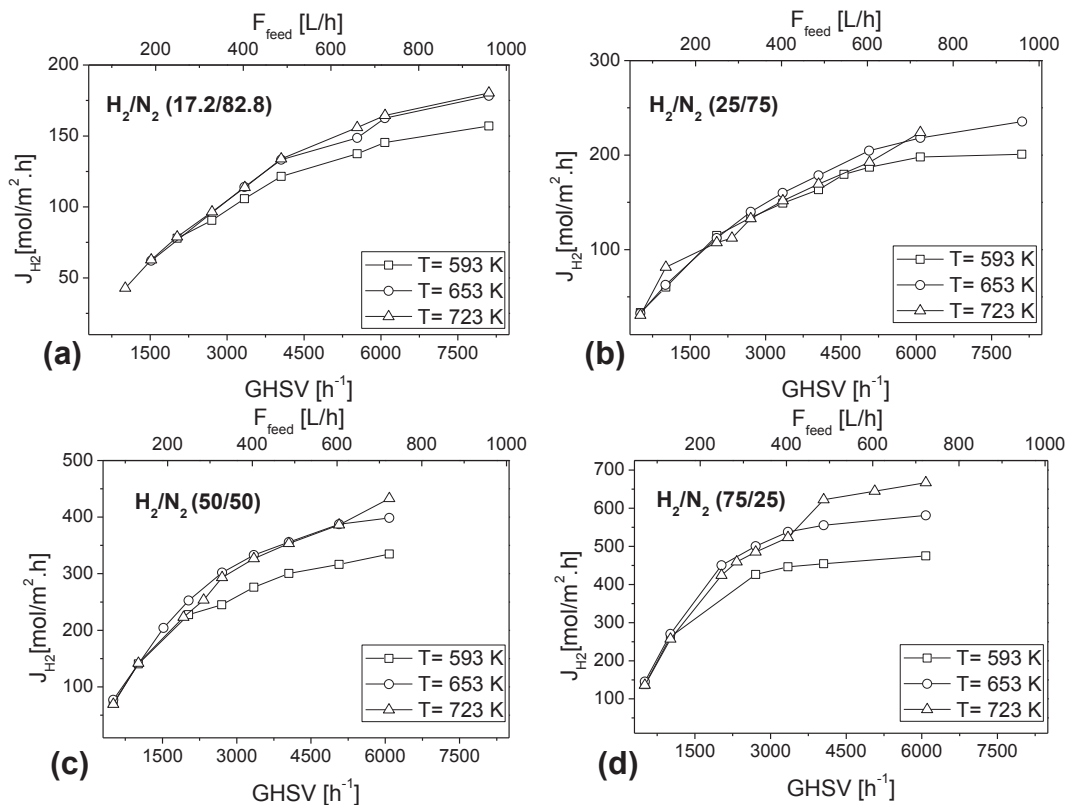 F_feed [L/h]
0 200 400 600 800 1000
200
150
100
50
J_H2[mol/m².h]
H₂/N₂ (17.2/82.8)
T= 593 K
T= 653 K
T= 723 K
(a)
1500 3000 4500 6000 7500
GHSV [h⁻¹]
F_feed [L/h]
0 200 400 600 800 1000
300
200
100
J_H2[mol/m².h]
H₂/N₂ (25/75)
T= 593 K
T= 653 K
T= 723 K
(b)
1500 3000 4500 6000 7500
GHSV [h⁻¹]
F_feed [L/h]
0 200 400 600 800 1000
500
400
300
200
100
J_H2[mol/m².h]
H₂/N₂ (50/50)
T= 593 K
T= 653 K
T= 723 K
(c)
1500 3000 4500 6000 7500
GHSV [h⁻¹]
F_feed [L/h]
0 200 400 600 800 1000
700
600
500
400
300
200
100
J_H2[mol/m².h]
H₂/N₂ (75/25)
T= 593 K
T= 653 K
T= 723 K
(d)
1500 3000 4500 6000 7500
GHSV [h⁻¹]